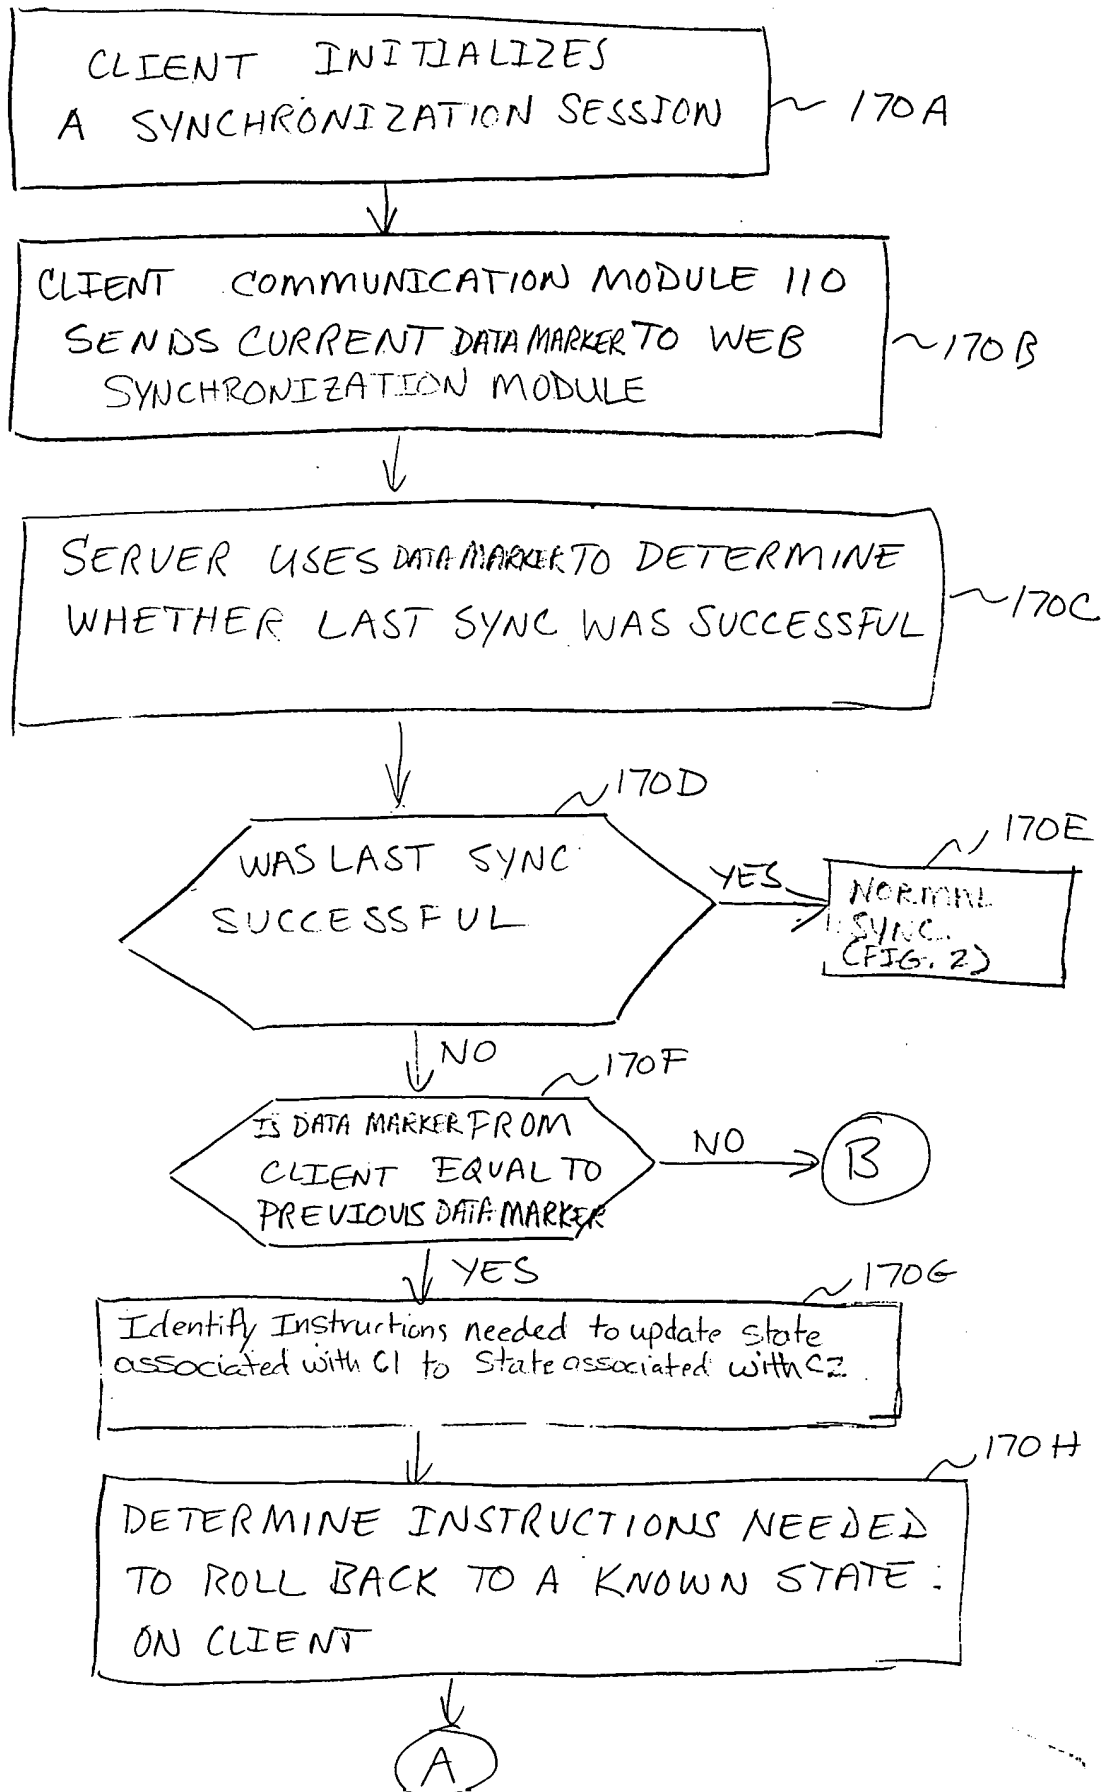 CLIENT INITIALIZES
A SYNCHRONIZATION SESSION
170A
CLIENT COMMUNICATION MODULE 110
SENDS CURRENT DATA MARKER TO WEB
SYNCHRONIZATION MODULE
170B
SERVER USES DATA MARKER TO DETERMINE
WHETHER LAST SYNC WAS SUCCESSFUL
170C
170D
WAS LAST SYNC
SUCCESSFUL
YES
170E
NORMAL
SYNC.
(FIG. 2)
NO
170F
IS DATA MARKER FROM
CLIENT EQUAL TO
PREVIOUS DATA MARKER
NO
B
YES
170G
Identify Instructions needed to update state
associated with C1 to State associated with C2
170H
DETERMINE INSTRUCTIONS NEEDED
TO ROLL BACK TO A KNOWN STATE
ON CLIENT
A